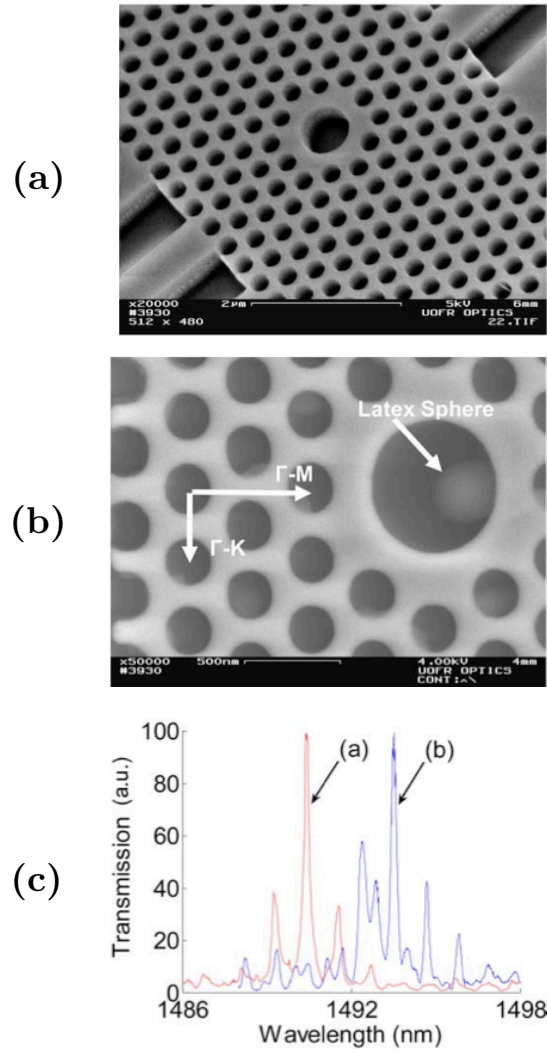 (a)
x20000 2µm 5kV 6mm
#3930 UOFR OPTICS
512 x 480 22.TIF
(b)
Latex Sphere
Γ-M
Γ-K
x50000 500nm 4.00kV 4mm
#3930 UOFR OPTICS
CONT:^\
(c)
Transmission (a.u.)
100
80
60
40
20
0
(a)
(b)
1486 1492 1498
Wavelength (nm)